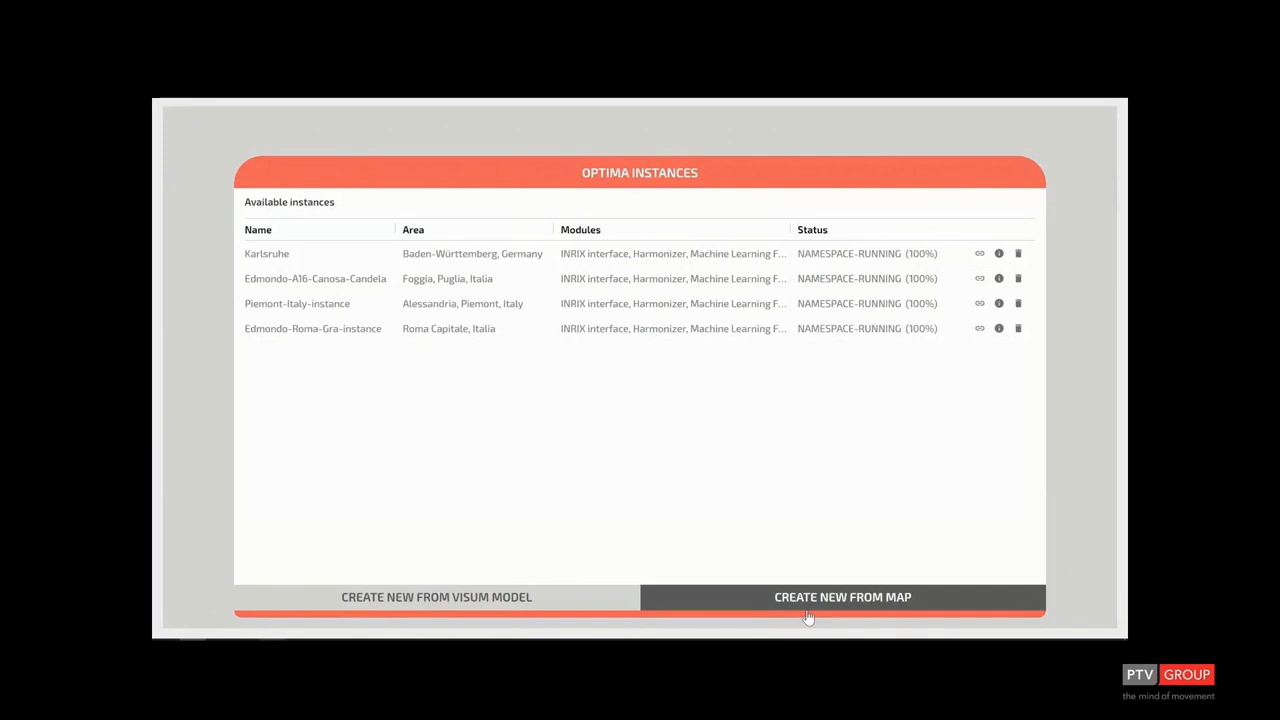 OPTIMA INSTANCES
Available instances
Name Area Modules Status
Karlsruhe Baden-Württemberg, Germany INRIX interface, Harmonizer, Machine Learning F... NAMESPACE-RUNNING (100%)
Edmondo-A16-Canosa-Candela Foggia, Puglia, Italia INRIX interface, Harmonizer, Machine Learning F... NAMESPACE-RUNNING (100%)
Piemont-Italy-instance Alessandria, Piemont, Italy INRIX interface, Harmonizer, Machine Learning F... NAMESPACE-RUNNING (100%)
Edmondo-Roma-Gra-instance Roma Capitale, Italia INRIX interface, Harmonizer, Machine Learning F... NAMESPACE-RUNNING (100%)
CREATE NEW FROM VISUM MODEL CREATE NEW FROM MAP
PTV GROUP
the mind of movement